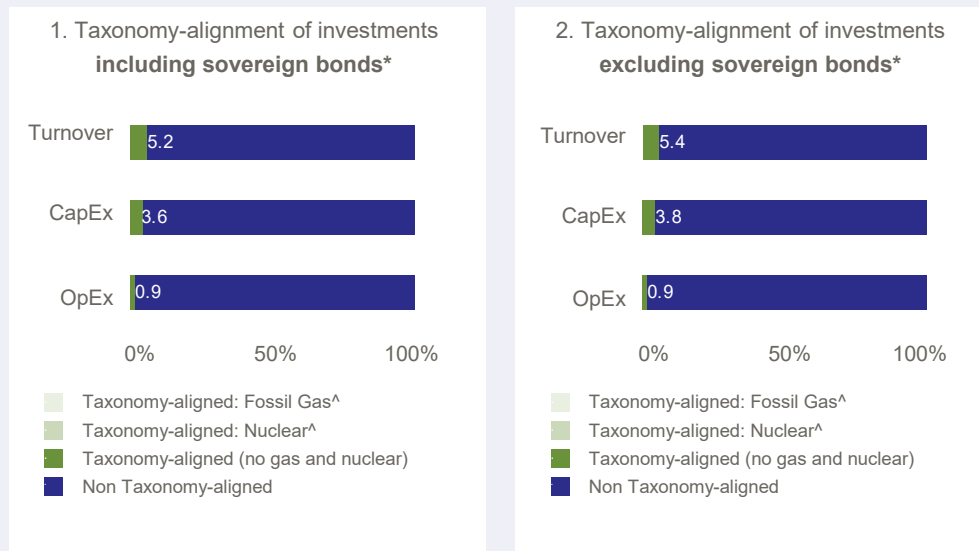 1. Taxonomy-alignment of investments
including sovereign bonds*
Turnover
5.2
CapEx
3.6
OpEx
0.9
0%
50%
100%
Taxonomy-aligned: Fossil Gas^
Taxonomy-aligned: Nuclear^
Taxonomy-aligned (no gas and nuclear)
Non Taxonomy-aligned
2. Taxonomy-alignment of investments
excluding sovereign bonds*
Turnover
5.4
CapEx
3.8
OpEx
0.9
0%
50%
100%
Taxonomy-aligned: Fossil Gas^
Taxonomy-aligned: Nuclear^
Taxonomy-aligned (no gas and nuclear)
Non Taxonomy-aligned